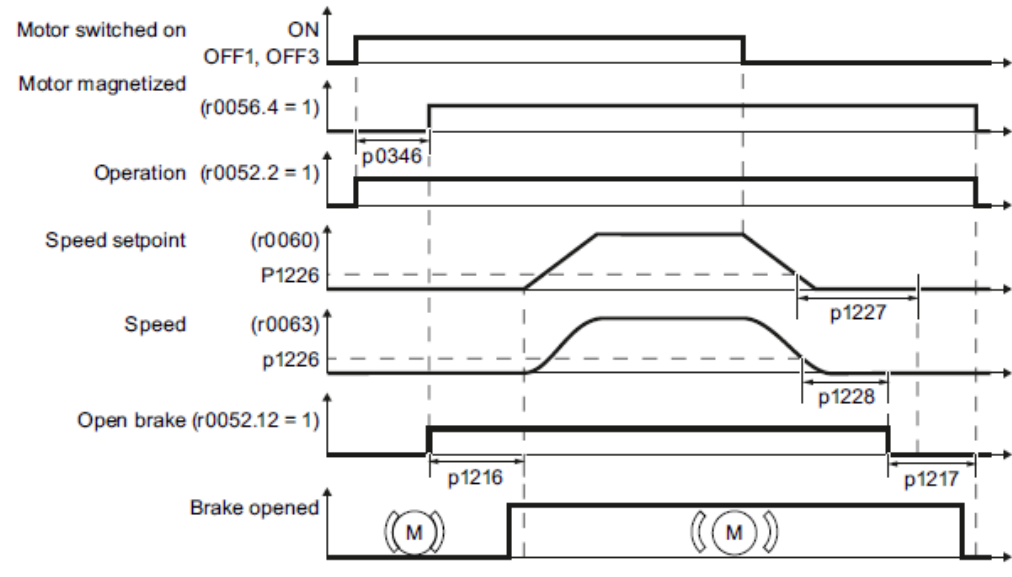 Motor switched on ON
OFF1, OFF3
Motor magnetized
(r0056.4 = 1)
p0346
Operation (r0052.2 = 1)
Speed setpoint (r0060)
P1226
p1227
Speed (r0063)
p1226
p1228
Open brake (r0052.12 = 1)
p1216 p1217
Brake opened
M M